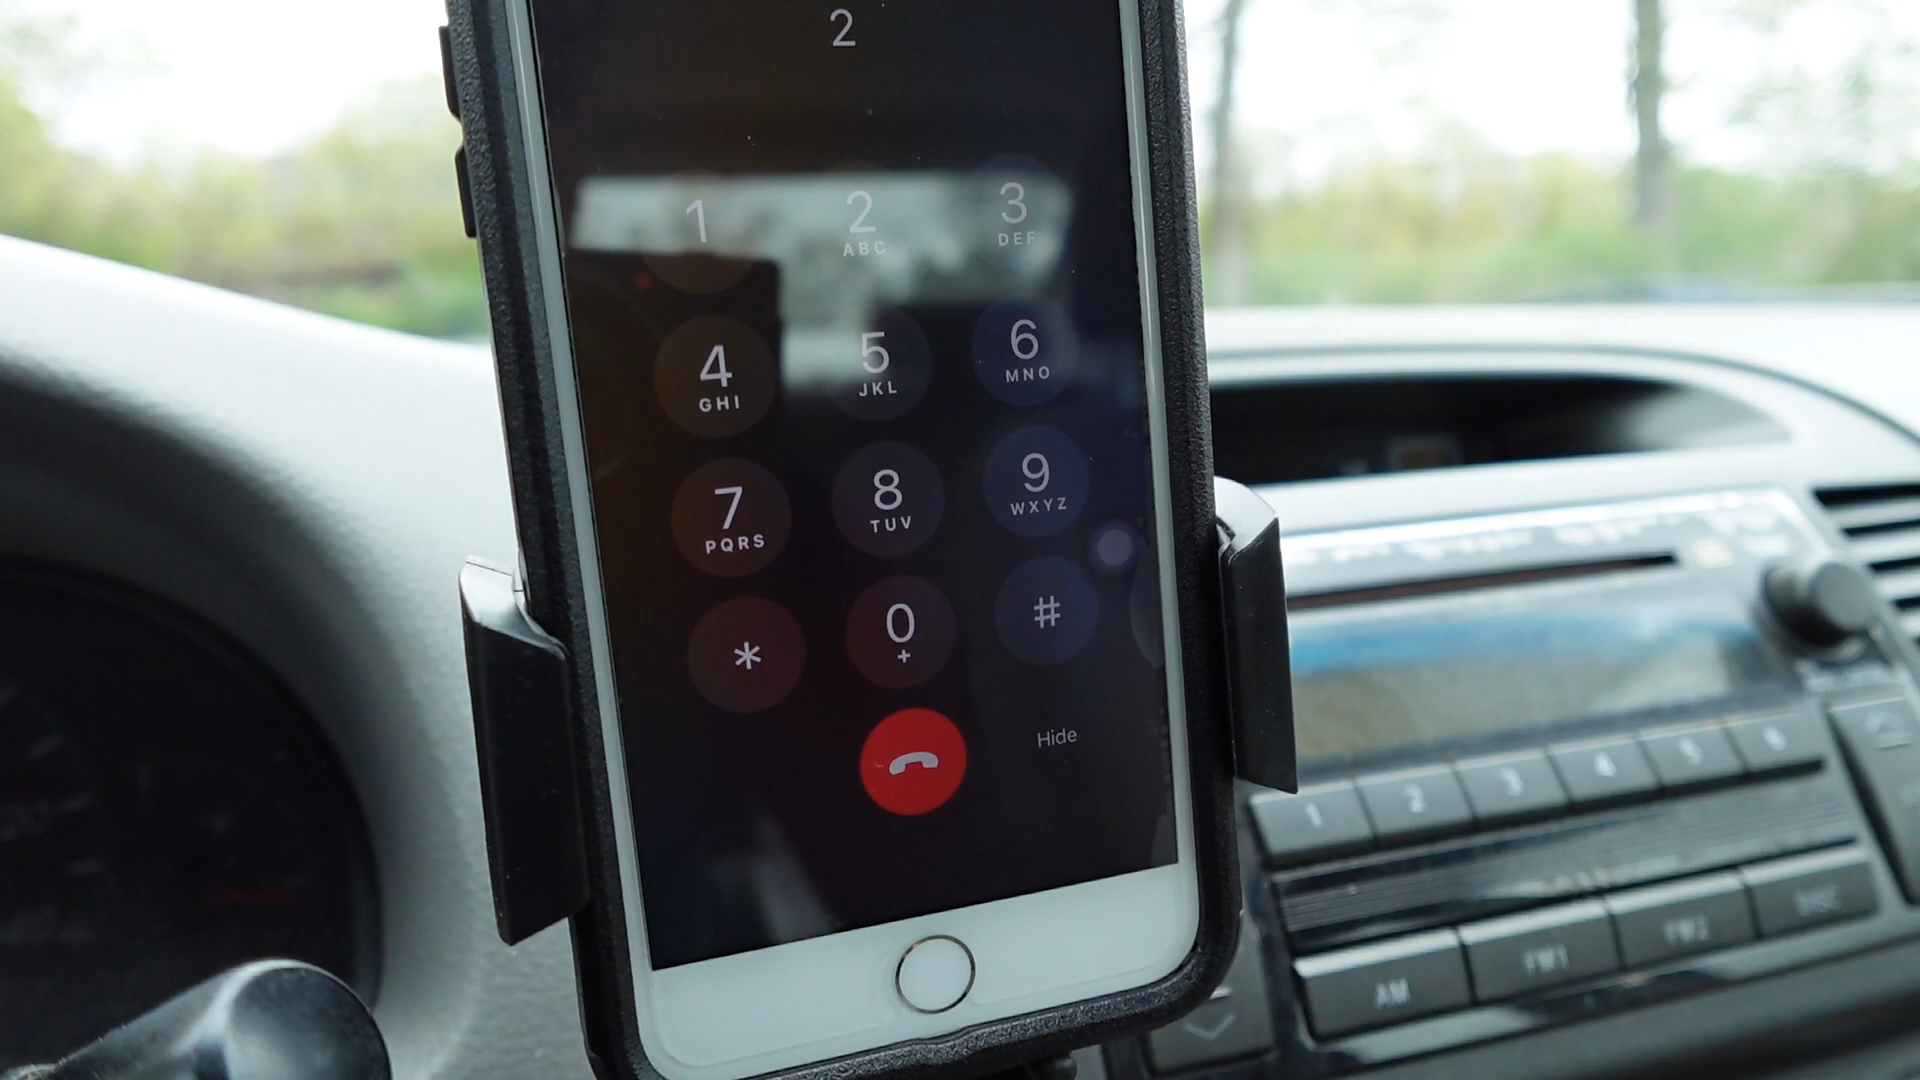 2
1 2 3
ABC DEF
4 5 6
GHI JKL MNO
7 8 9
PQRS TUV WXYZ
* 0 #
+
Hide
1 2 3 4 5 6
AM FM1 FM2 DISC